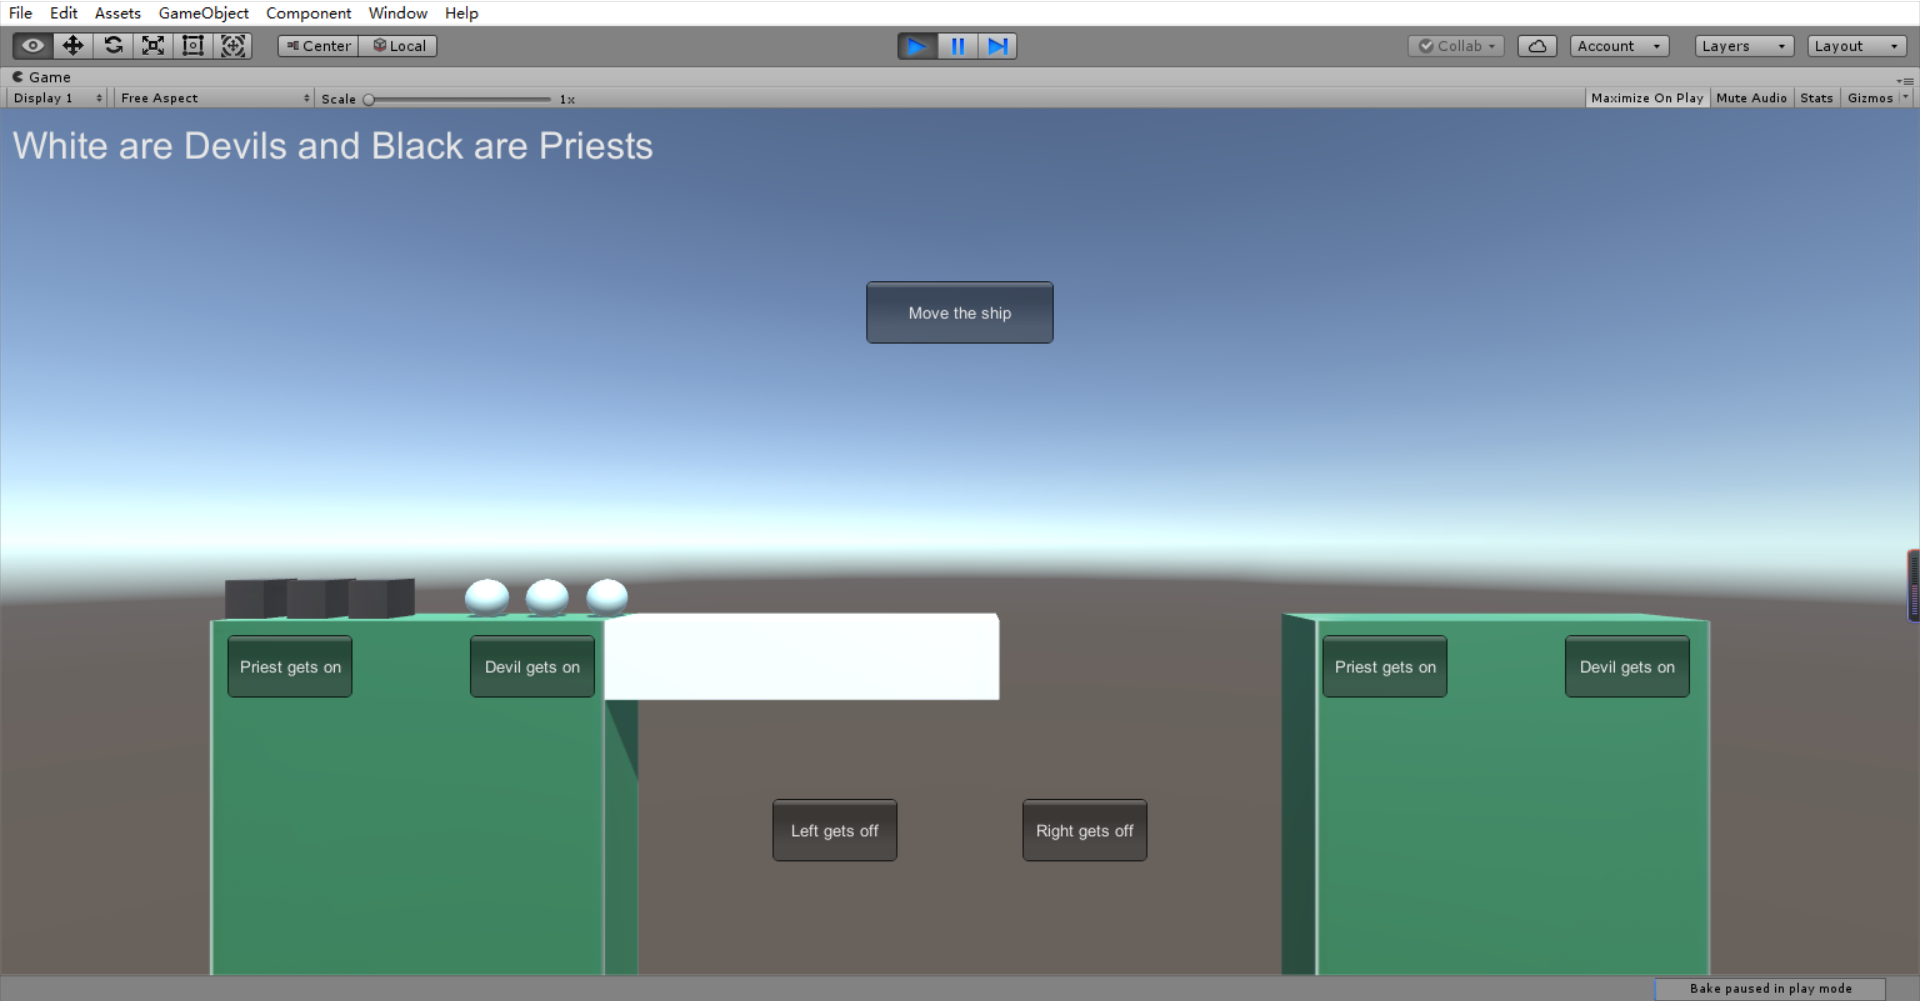 File Edit Assets GameObject Component Window Help
Center Local Collab Account Layers Layout
Game
Display 1 Free Aspect Scale 1x Maximize On Play Mute Audio Stats Gizmos
White are Devils and Black are Priests
Move the ship
Priest gets on Devil gets on Priest gets on Devil gets on
Left gets off Right gets off
Bake paused in play mode